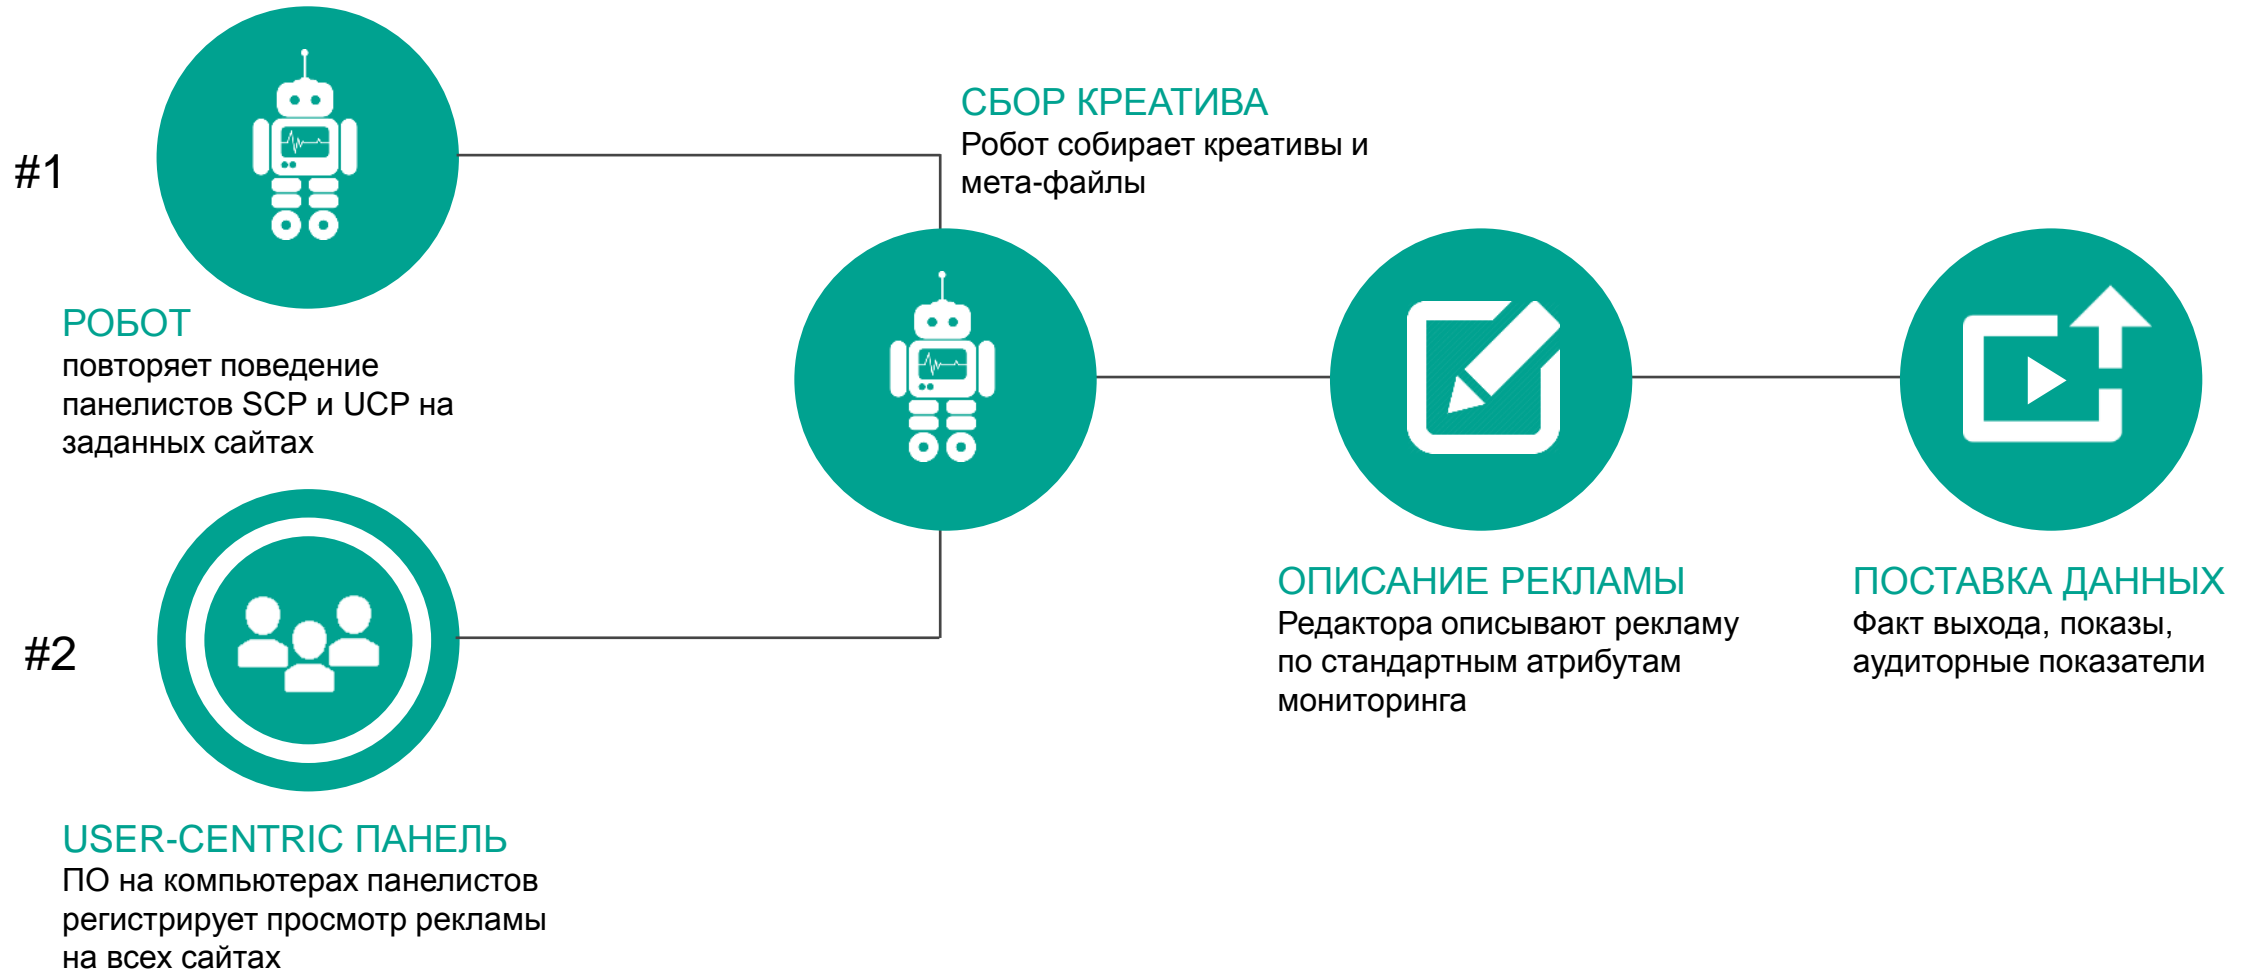 #1
РОБОТ
повторяет поведение
панелистов SCP и UCP на
заданных сайтах
#2
USER-CENTRIC ПАНЕЛЬ
ПО на компьютерах панелистов
регистрирует просмотр рекламы
на всех сайтах
СБОР КРЕАТИВА
Робот собирает креативы и
мета-файлы
ОПИСАНИЕ РЕКЛАМЫ
Редактора описывают рекламу
по стандартным атрибутам
мониторинга
ПОСТАВКА ДАННЫХ
Факт выхода, показы,
аудиторные показатели